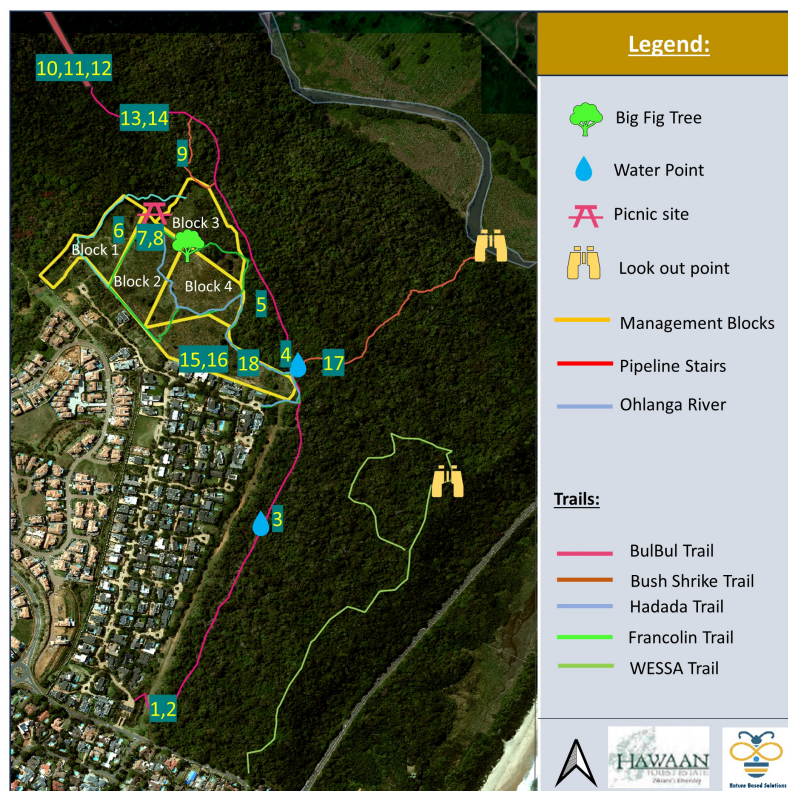 10,11,12
13,14
9
Block 3
6
7,8
Block 1
Block 2
Block 4
5
4
15,16
18
17
3
1,2
Legend:
Big Fig Tree
Water Point
Picnic site
Look out point
Management Blocks
Pipeline Stairs
Ohlanga River
Trails:
BulBul Trail
Bush Shrike Trail
Hadada Trail
Francolin Trail
WESSA Trail
HAWAAN
FOREST ESTATE
Nature Based Solutions